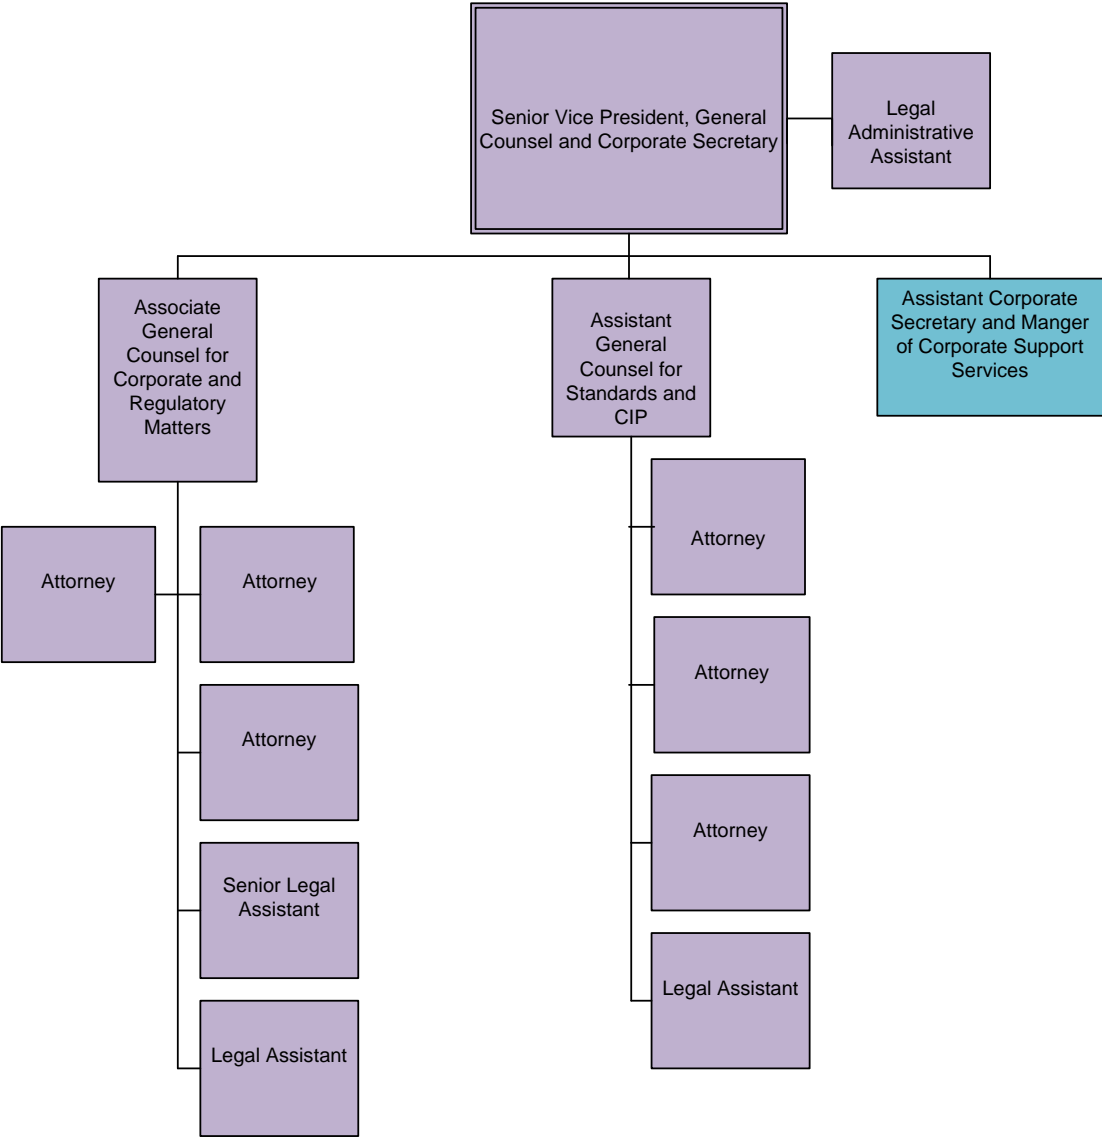 Senior Vice President, General
Counsel and Corporate Secretary
Legal
Administrative
Assistant
Associate
General
Counsel for
Corporate and
Regulatory
Matters
Assistant
General
Counsel for
Standards and
CIP
Assistant Corporate
Secretary and Manger
of Corporate Support
Services
Attorney
Attorney
Attorney
Senior Legal
Assistant
Legal Assistant
Attorney
Attorney
Attorney
Legal Assistant